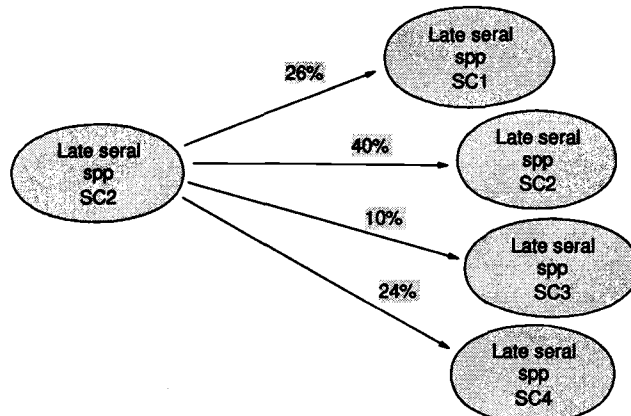 Late seral
spp
SC2
26%
Late seral
spp
SC1
40%
Late seral
spp
SC2
10%
Late seral
spp
SC3
24%
Late seral
spp
SC4